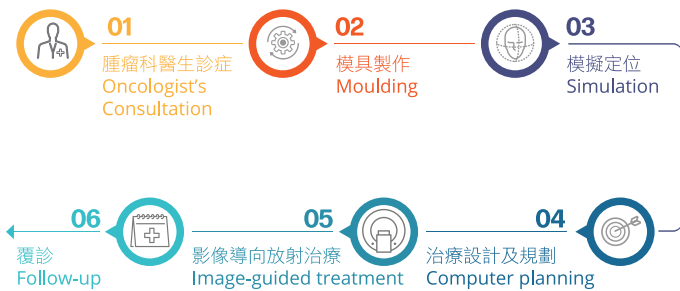 01
腫瘤科醫生診症
Oncologist's
Consultation
02
模具製作
Moulding
03
模擬定位
Simulation
04
治療設計及規劃
Computer planning
05
影像導向放射治療
Image-guided treatment
06
覆診
Follow-up